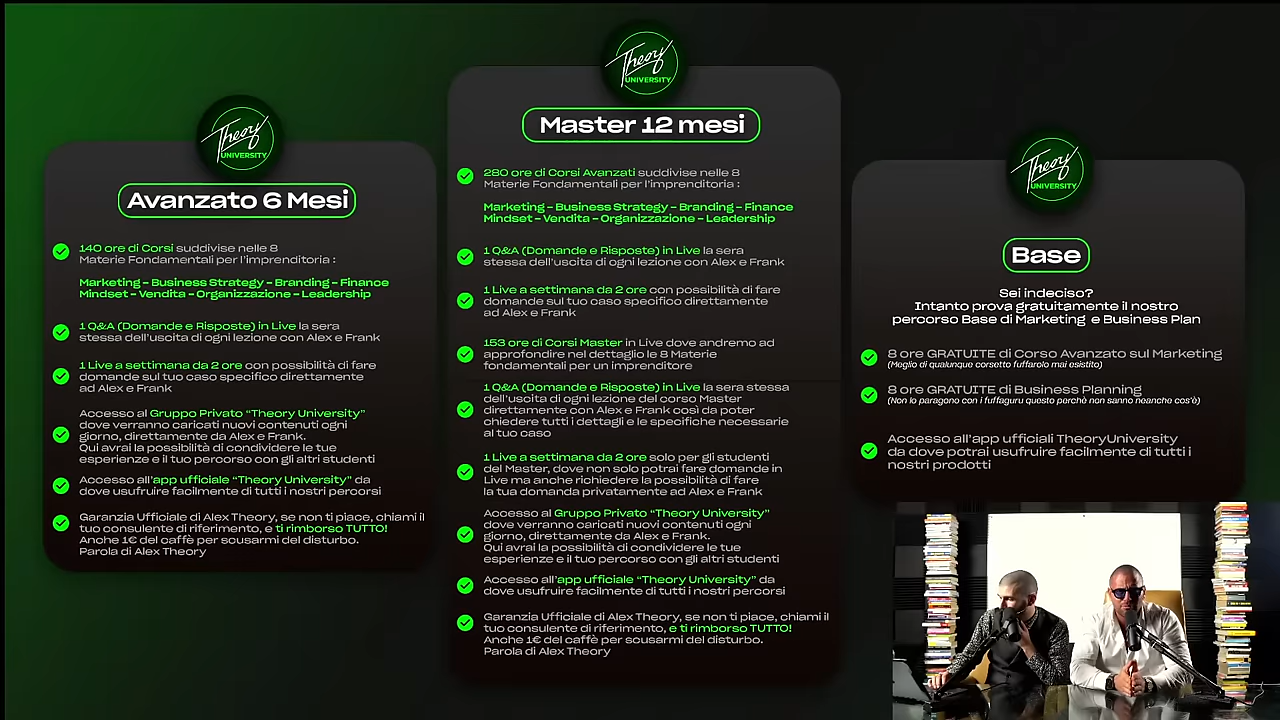 Theory
UNIVERSITY
Avanzato 6 Mesi
140 ore di Corsi suddivise nelle 8
Materie Fondamentali per l'imprenditoria :
Marketing – Business Strategy – Branding – Finance
Mindset – Vendita – Organizzazione – Leadership
1 Q&A (Domande e Risposte) in Live la sera
stessa dell'uscita di ogni lezione con Alex e Frank
1 Live a settimana da 2 ore con possibilità di fare
domande sul tuo caso specifico direttamente
ad Alex e Frank
Accesso al Gruppo Privato “Theory University”
dove verranno caricati nuovi contenuti ogni
giorno, direttamente da Alex e Frank.
Qui avrai la possibilità di condividere le tue
esperienze e il tuo percorso con gli altri studenti
Accesso all'app ufficiale “Theory University” da
dove usufruire facilmente di tutti i nostri percorsi
Garanzia Ufficiale di Alex Theory, se non ti piace, chiami il
tuo consulente di riferimento, e ti rimborso TUTTO!
Anche 1€ del caffè per scusarmi del disturbo.
Parola di Alex Theory
Theory
UNIVERSITY
Master 12 mesi
280 ore di Corsi Avanzati suddivise nelle 8
Materie Fondamentali per l'imprenditoria :
Marketing – Business Strategy – Branding – Finance
Mindset – Vendita – Organizzazione – Leadership
1 Q&A (Domande e Risposte) in Live la sera
stessa dell'uscita di ogni lezione con Alex e Frank
1 Live a settimana da 2 ore con possibilità di fare
domande sul tuo caso specifico direttamente
ad Alex e Frank
153 ore di Corsi Master in Live dove andremo ad
approfondire nel dettaglio le 8 Materie
fondamentali per un imprenditore
1 Q&A (Domande e Risposte) in Live la sera stessa
dell'uscita di ogni lezione del corso Master
direttamente con Alex e Frank così da poter
chiedere tutti i dettagli e le specifiche necessarie
al tuo caso
1 Live a settimana da 2 ore solo per gli studenti
del Master, dove non solo potrai fare domande in
Live ma anche richiedere la possibilità di fare
la tua domanda privatamente ad Alex e Frank
Accesso al Gruppo Privato “Theory University”
dove verranno caricati nuovi contenuti ogni
giorno, direttamente da Alex e Frank.
Qui avrai la possibilità di condividere le tue
esperienze e il tuo percorso con gli altri studenti
Accesso all'app ufficiale “Theory University” da
dove usufruire facilmente di tutti i nostri percorsi
Garanzia Ufficiale di Alex Theory, se non ti piace, chiami il
tuo consulente di riferimento, e ti rimborso TUTTO!
Anche 1€ del caffè per scusarmi del disturbo.
Parola di Alex Theory
Theory
UNIVERSITY
Base
Sei indeciso?
Intanto prova gratuitamente il nostro
percorso Base di Marketing e Business Plan
8 ore GRATUITE di Corso Avanzato sul Marketing
(Meglio di qualunque corsetto fuffarolo mai esistito)
8 ore GRATUITE di Business Planning
(Non lo paragono con i fuffaguru questo perchè non sanno neanche cos'è)
Accesso all'app ufficiali TheoryUniversity
da dove potrai usufruire facilmente di tutti i
nostri prodotti